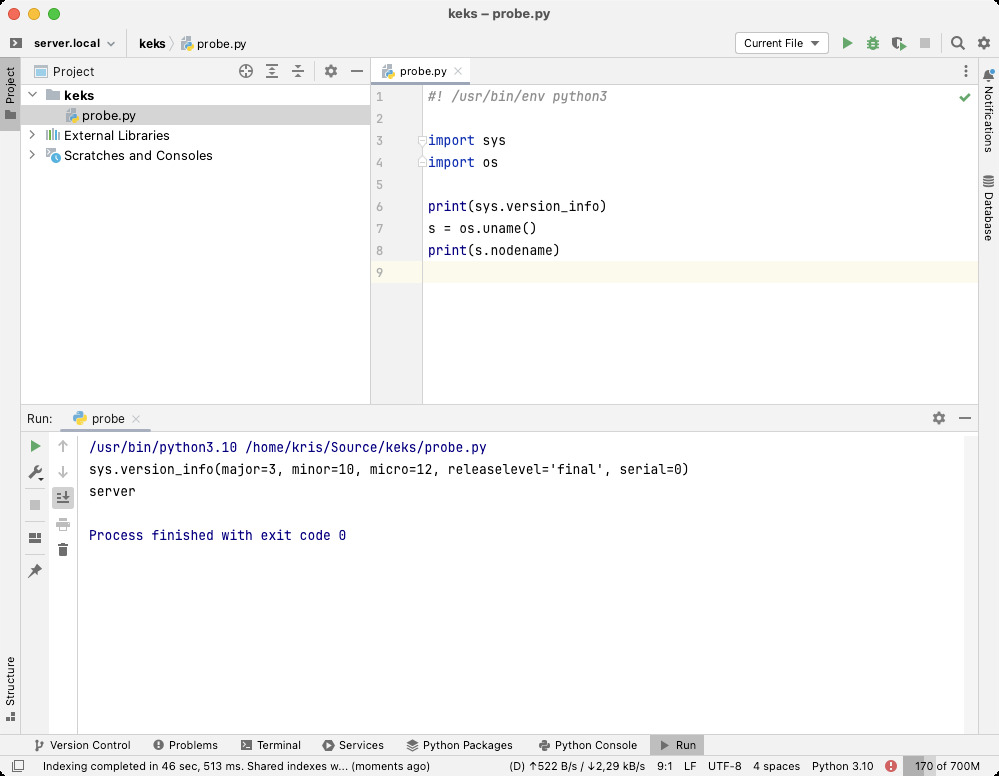 keks – probe.py
server.local
keks
probe.py
Current File
Project
Project
probe.py
keks
probe.py
External Libraries
Scratches and Consoles
1 #! /usr/bin/env python3
2
3 import sys
4 import os
5
6 print(sys.version_info)
7 s = os.uname()
8 print(s.nodename)
9
Notifications
Database
Run:
probe
/usr/bin/python3.10 /home/kris/Source/keks/probe.py
sys.version_info(major=3, minor=10, micro=12, releaselevel='final', serial=0)
server
Process finished with exit code 0
Structure
Version Control
Problems
Terminal
Services
Python Packages
Python Console
Run
Indexing completed in 46 sec, 513 ms. Shared indexes w... (moments ago)
(D) ↑522 B/s / ↓2,29 kB/s
9:1
LF
UTF-8
4 spaces
Python 3.10
170 of 700M